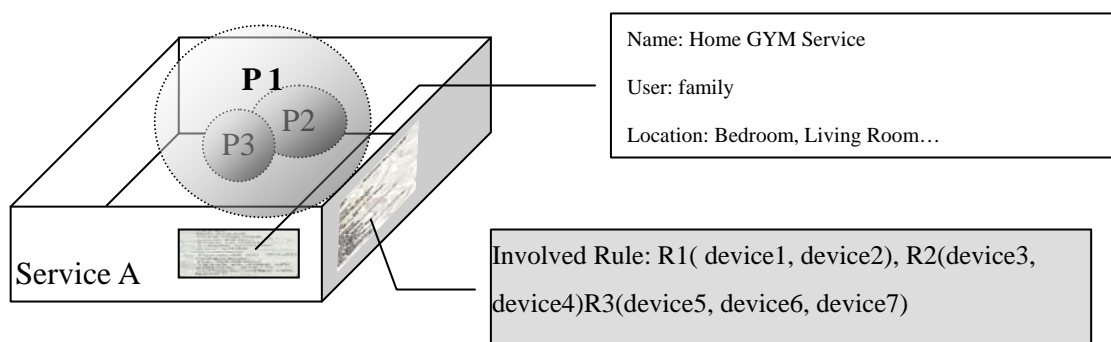 P 1
P2
P3
Service A
Name: Home GYM Service
User: family
Location: Bedroom, Living Room…
Involved Rule: R1( device1, device2), R2(device3,
device4)R3(device5, device6, device7)